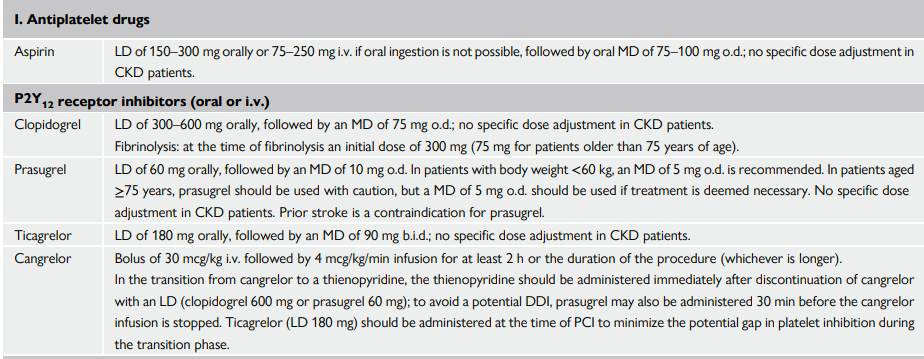 I. Antiplatelet drugs
Aspirin LD of 150–300 mg orally or 75–250 mg i.v. if oral ingestion is not possible, followed by oral MD of 75–100 mg o.d.; no specific dose adjustment in
CKD patients.
P2Y12 receptor inhibitors (oral or i.v.)
Clopidogrel LD of 300–600 mg orally, followed by an MD of 75 mg o.d.; no specific dose adjustment in CKD patients.
Fibrinolysis: at the time of fibrinolysis an initial dose of 300 mg (75 mg for patients older than 75 years of age).
Prasugrel LD of 60 mg orally, followed by an MD of 10 mg o.d. In patients with body weight <60 kg, an MD of 5 mg o.d. is recommended. In patients aged
≥75 years, prasugrel should be used with caution, but a MD of 5 mg o.d. should be used if treatment is deemed necessary. No specific dose
adjustment in CKD patients. Prior stroke is a contraindication for prasugrel.
Ticagrelor LD of 180 mg orally, followed by an MD of 90 mg b.i.d.; no specific dose adjustment in CKD patients.
Cangrelor Bolus of 30 mcg/kg i.v. followed by 4 mcg/kg/min infusion for at least 2 h or the duration of the procedure (whichever is longer).
In the transition from cangrelor to a thienopyridine, the thienopyridine should be administered immediately after discontinuation of cangrelor
with an LD (clopidogrel 600 mg or prasugrel 60 mg); to avoid a potential DDI, prasugrel may also be administered 30 min before the cangrelor
infusion is stopped. Ticagrelor (LD 180 mg) should be administered at the time of PCI to minimize the potential gap in platelet inhibition during
the transition phase.